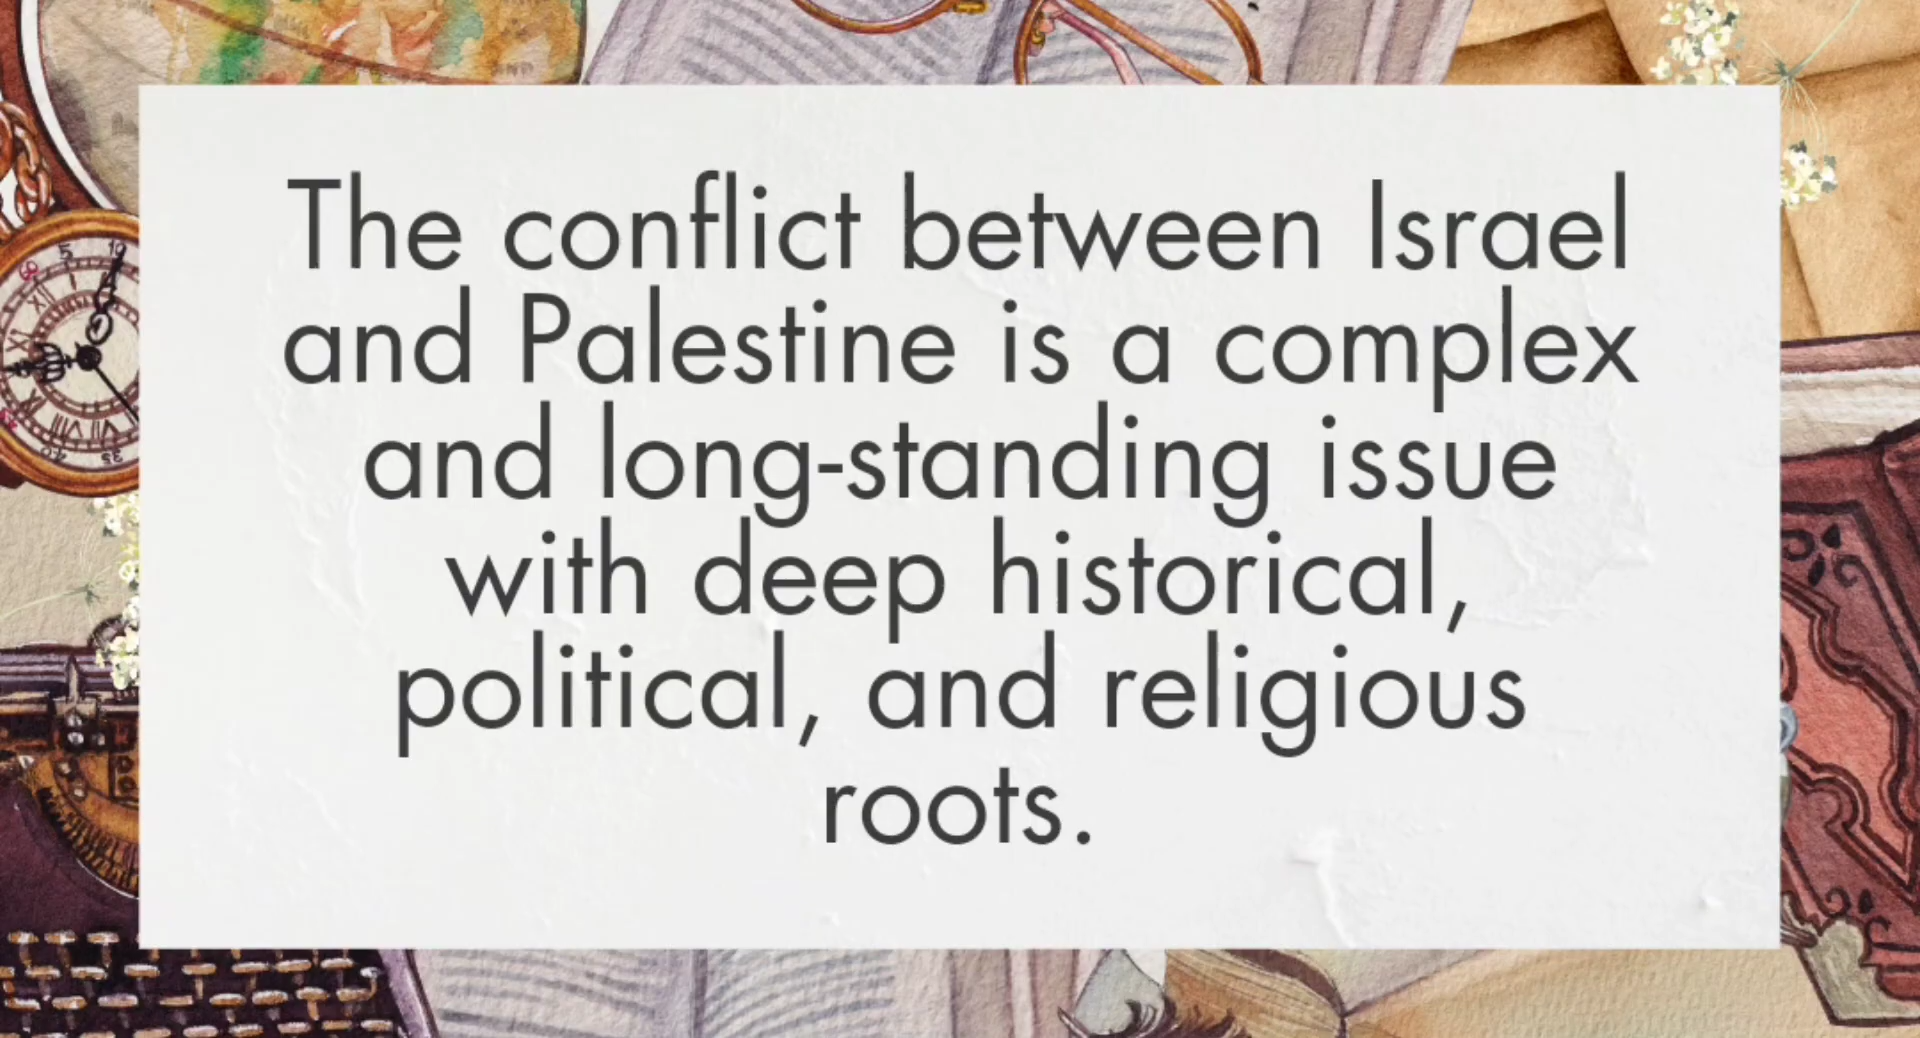 The conflict between Israel
and Palestine is a complex
and long-standing issue
with deep historical,
political, and religious
roots.